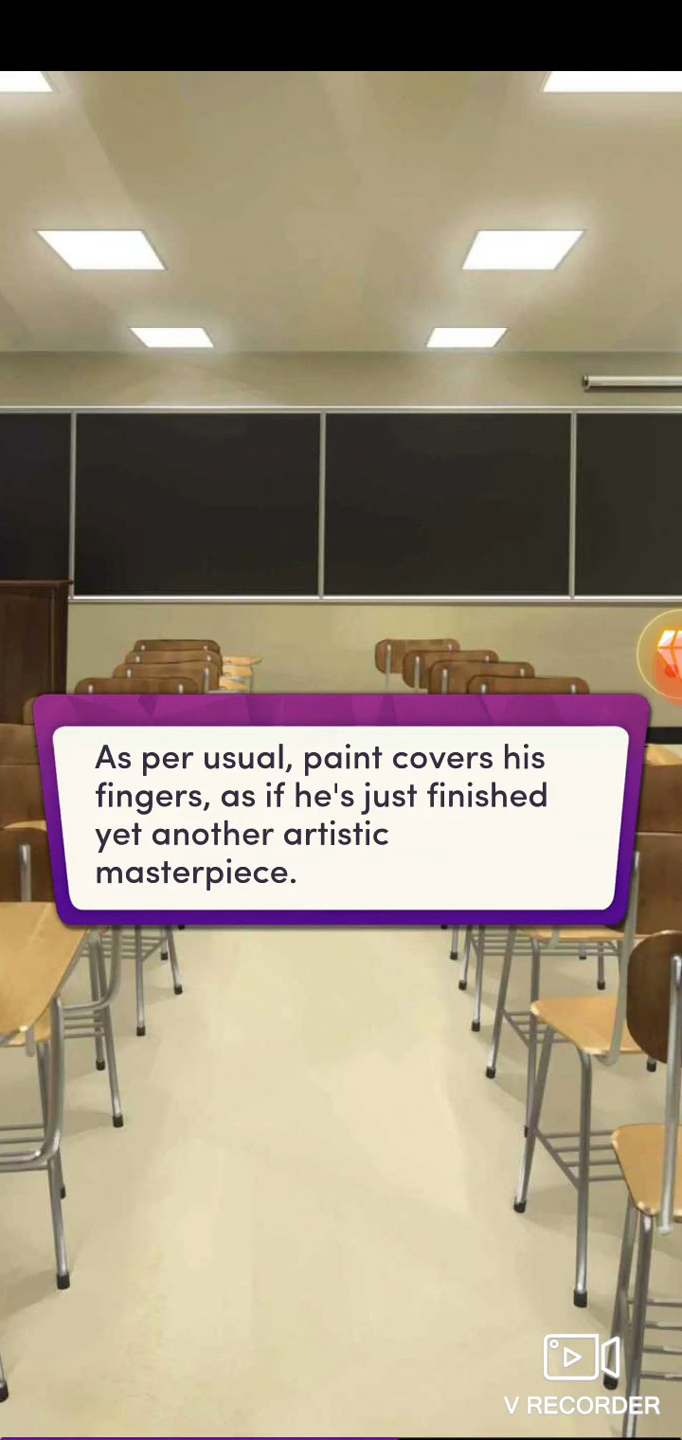 As per usual, paint covers his
fingers, as if he's just finished
yet another artistic
masterpiece.
V RECORDER